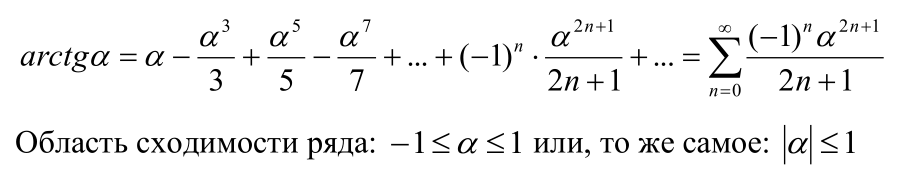 arctgα = α − α³/3 + α⁵/5 − α⁷/7 + ... + (−1)ⁿ · α²ⁿ⁺¹/(2n+1) + ... = ∑_{n=0}^{∞} (−1)ⁿα²ⁿ⁺¹/(2n+1)
Область сходимости ряда: −1 ≤ α ≤ 1 или, то же самое: |α| ≤ 1